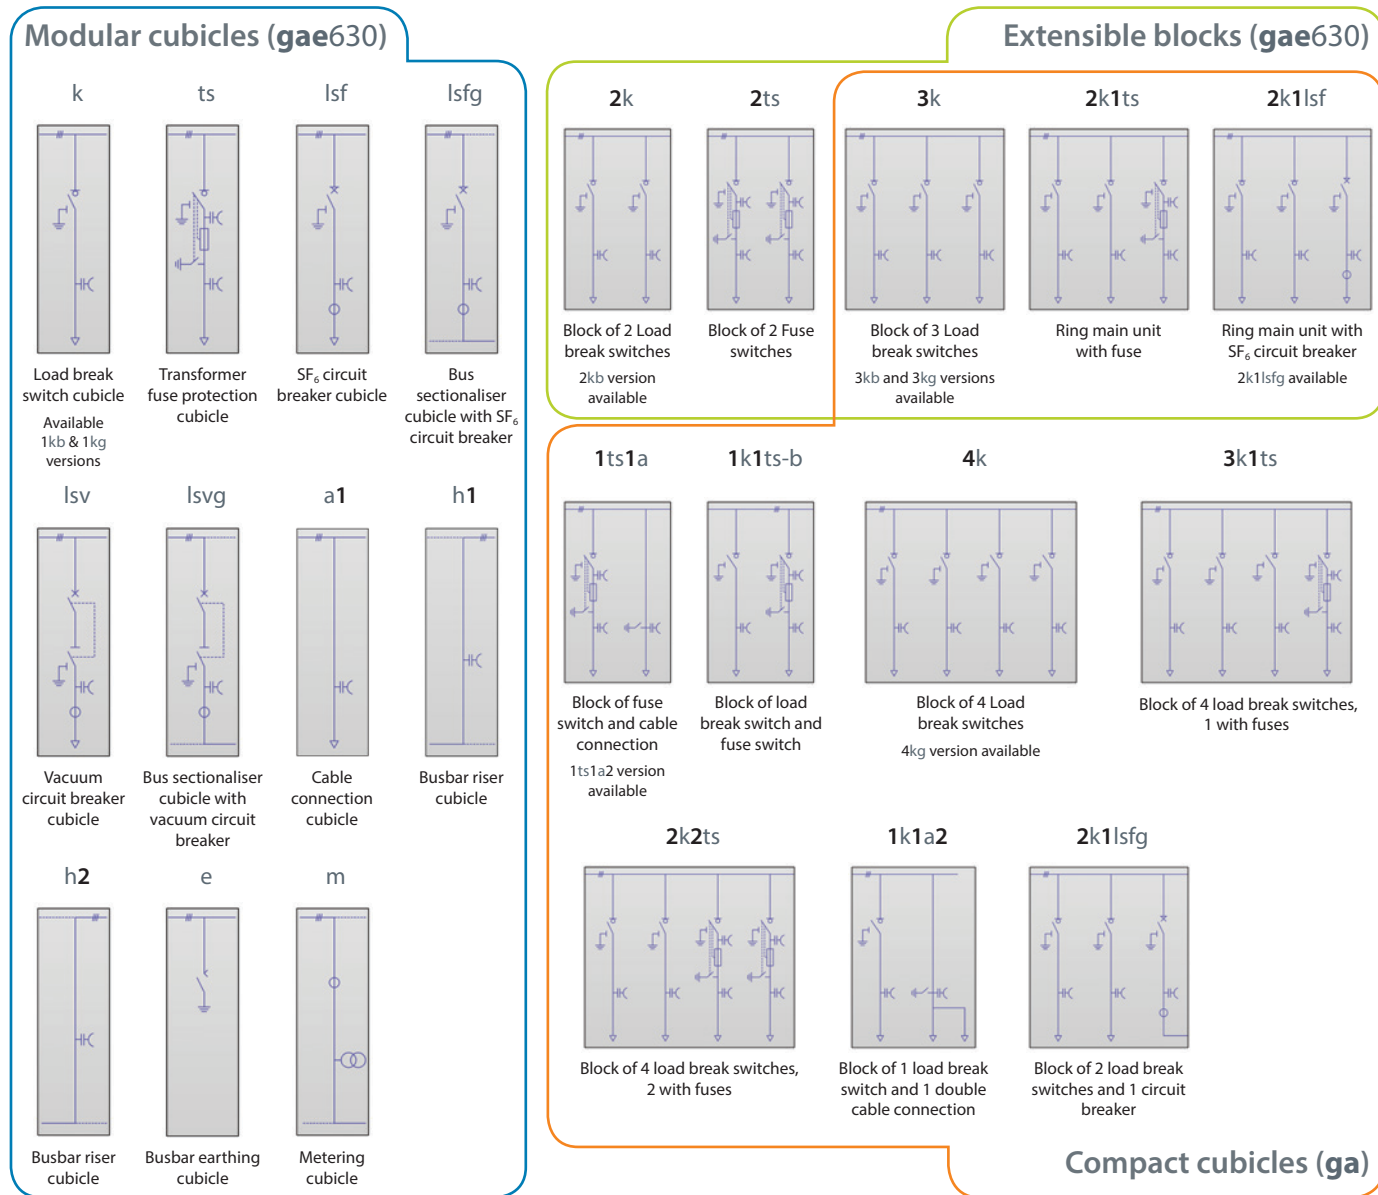 Modular cubicles (gae630)
k
ts
lsf
lsfg
Load break
switch cubicle
Available
1kb & 1kg
versions
Transformer
fuse protection
cubicle
SF₆ circuit
breaker cubicle
Bus
sectionaliser
cubicle with SF₆
circuit breaker
lsv
lsvg
a1
h1
Vacuum
circuit breaker
cubicle
Bus sectionaliser
cubicle with
vacuum circuit
breaker
Cable
connection
cubicle
Busbar riser
cubicle
h2
e
m
Busbar riser
cubicle
Busbar earthing
cubicle
Metering
cubicle
Extensible blocks (gae630)
2k
2ts
3k
2k1ts
2k1lsf
Block of 2 Load
break switches
2kb version
available
Block of 2 Fuse
switches
Block of 3 Load
break switches
3kb and 3kg versions
available
Ring main unit
with fuse
Ring main unit with
SF₆ circuit breaker
2k1lsfg available
1ts1a
1k1ts-b
4k
3k1ts
Block of fuse
switch and cable
connection
1ts1a2 version
available
Block of load
break switch and
fuse switch
Block of 4 Load
break switches
4kg version available
Block of 4 load break switches,
1 with fuses
2k2ts
1k1a2
2k1lsfg
Block of 4 load break switches,
2 with fuses
Block of 1 load break
switch and 1 double
cable connection
Block of 2 load break
switches and 1 circuit
breaker
Compact cubicles (ga)